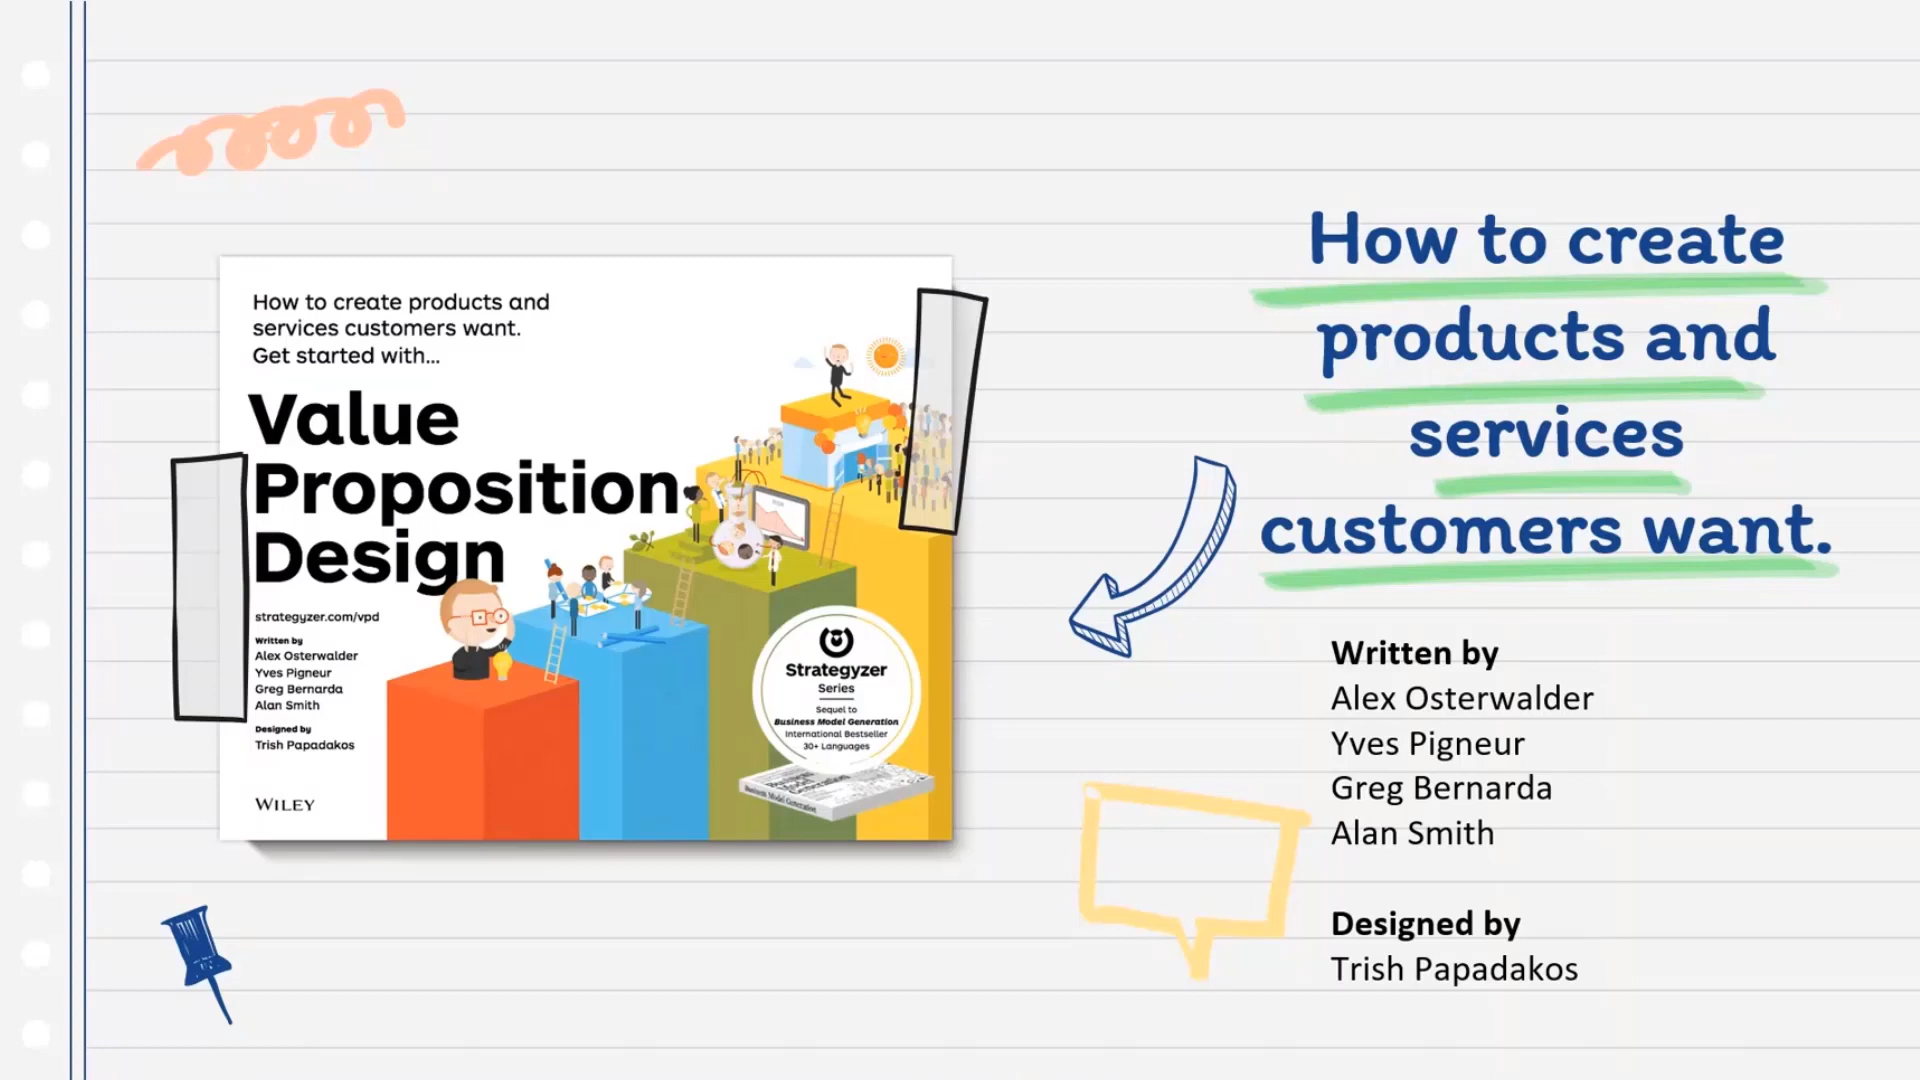 How to create products and
services customers want.
Get started with...
Value
Proposition
Design
strategyzer.com/vpd
Written by
Alex Osterwalder
Yves Pigneur
Greg Bernarda
Alan Smith
Designed by
Trish Papadakos
WILEY
Strategyzer
Series
Sequel to
Business Model Generation
International Bestseller
30+ Languages
Business Model Generation
How to create
products and
services
customers want.
Written by
Alex Osterwalder
Yves Pigneur
Greg Bernarda
Alan Smith
Designed by
Trish Papadakos